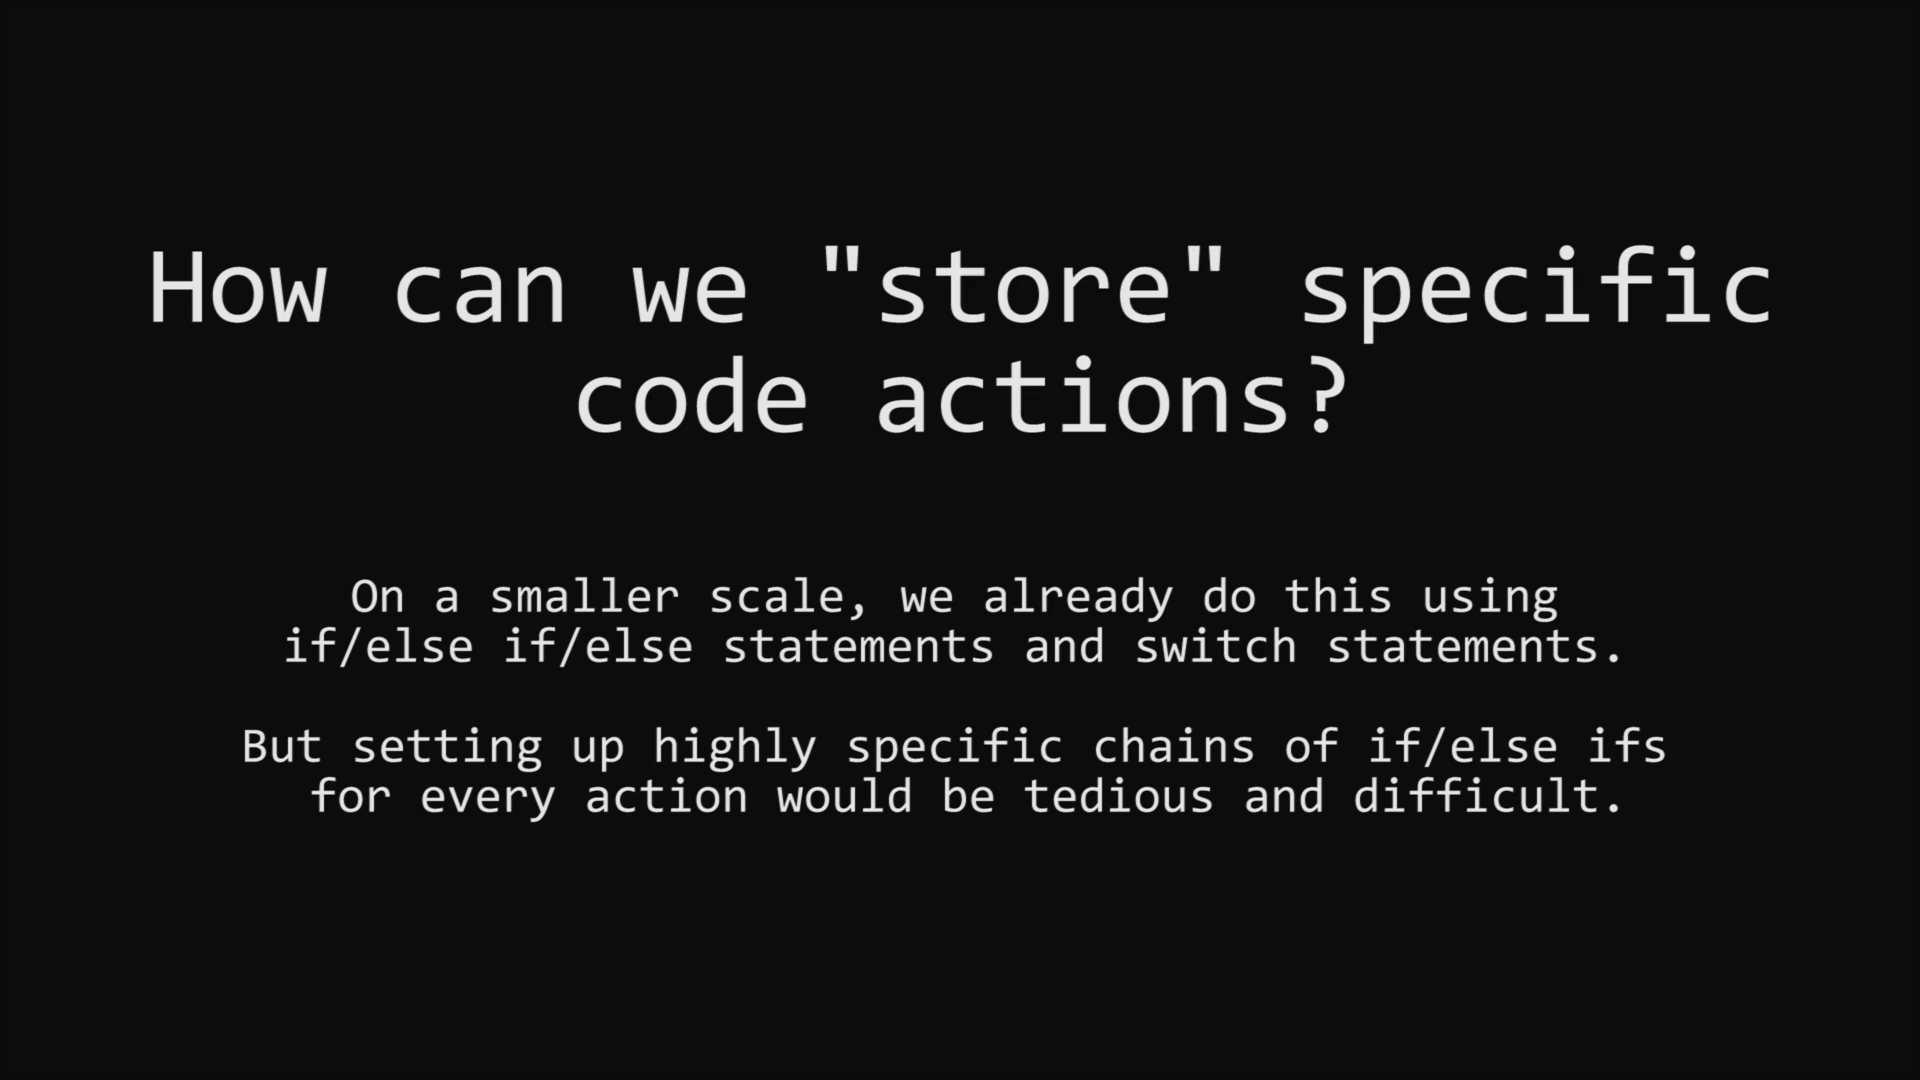 How can we "store" specific
code actions?
On a smaller scale, we already do this using
if/else if/else statements and switch statements.
But setting up highly specific chains of if/else ifs
for every action would be tedious and difficult.